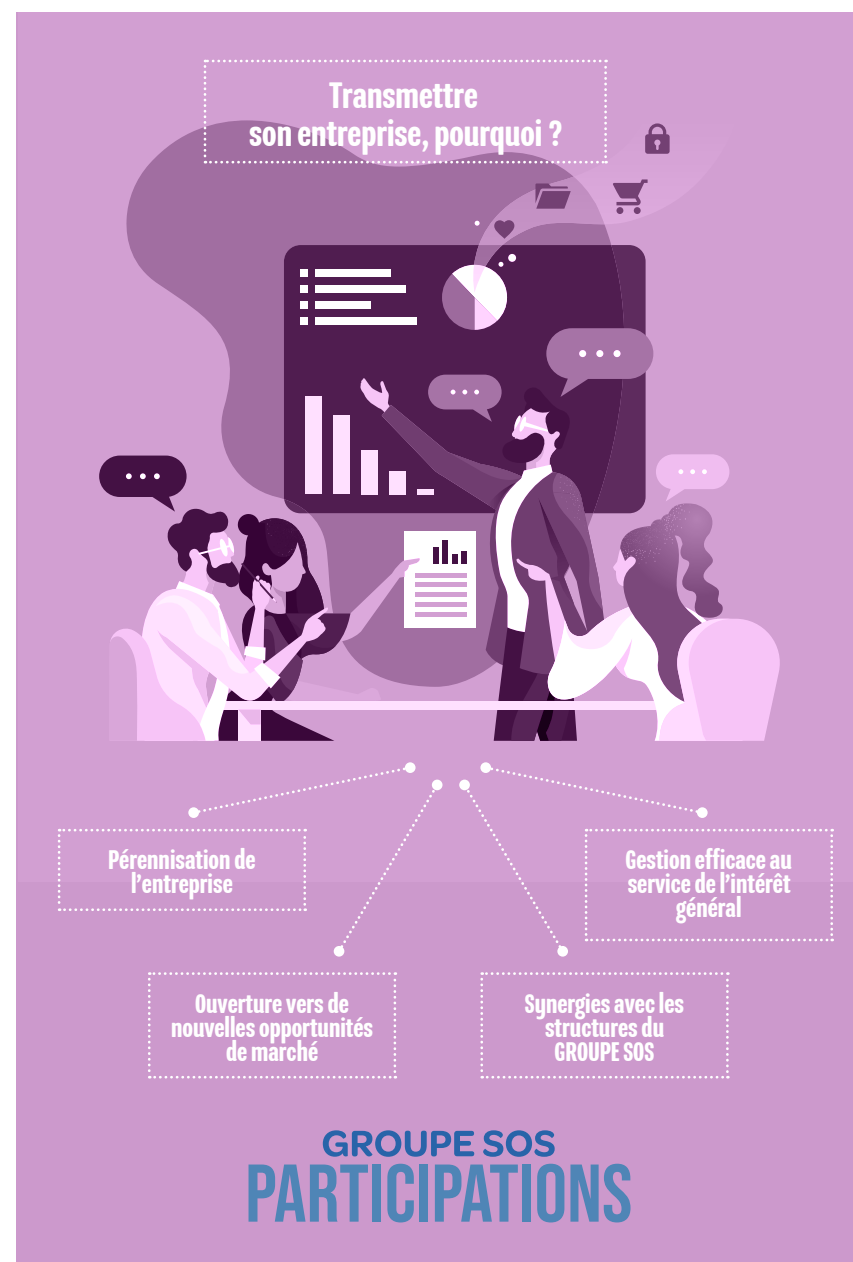 Transmettre
son entreprise, pourquoi ?
Pérennisation de
l'entreprise
Gestion efficace au
service de l'intérêt
général
Ouverture vers de
nouvelles opportunités
de marché
Synergies avec les
structures du
GROUPE SOS
GROUPE SOS
PARTICIPATIONS